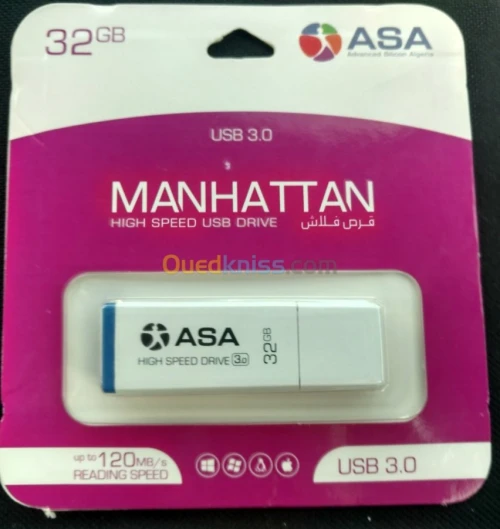 32GB
ASA
Advanced Silicon Algeria
USB 3.0
MANHATTAN
HIGH SPEED USB DRIVE قرص فلاش
Ouedkniss.com
ASA
HIGH SPEED DRIVE 3.0
32GB
up to 120MB/s
READING SPEED
USB 3.0